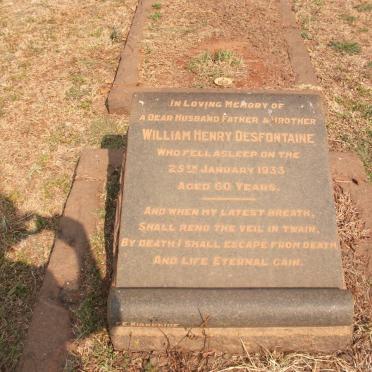 IN LOVING MEMORY OF
A DEAR HUSBAND FATHER & BROTHER
WILLIAM HENRY DESFONTAINE
WHO FELL ASLEEP ON THE
25TH JANUARY 1933
AGED 60 YEARS.
AND WHEN MY LATEST BREATH,
SHALL REND THE VEIL IN TWAIN,
BY DEATH I SHALL ESCAPE FROM DEATH
AND LIFE ETERNAL GAIN.